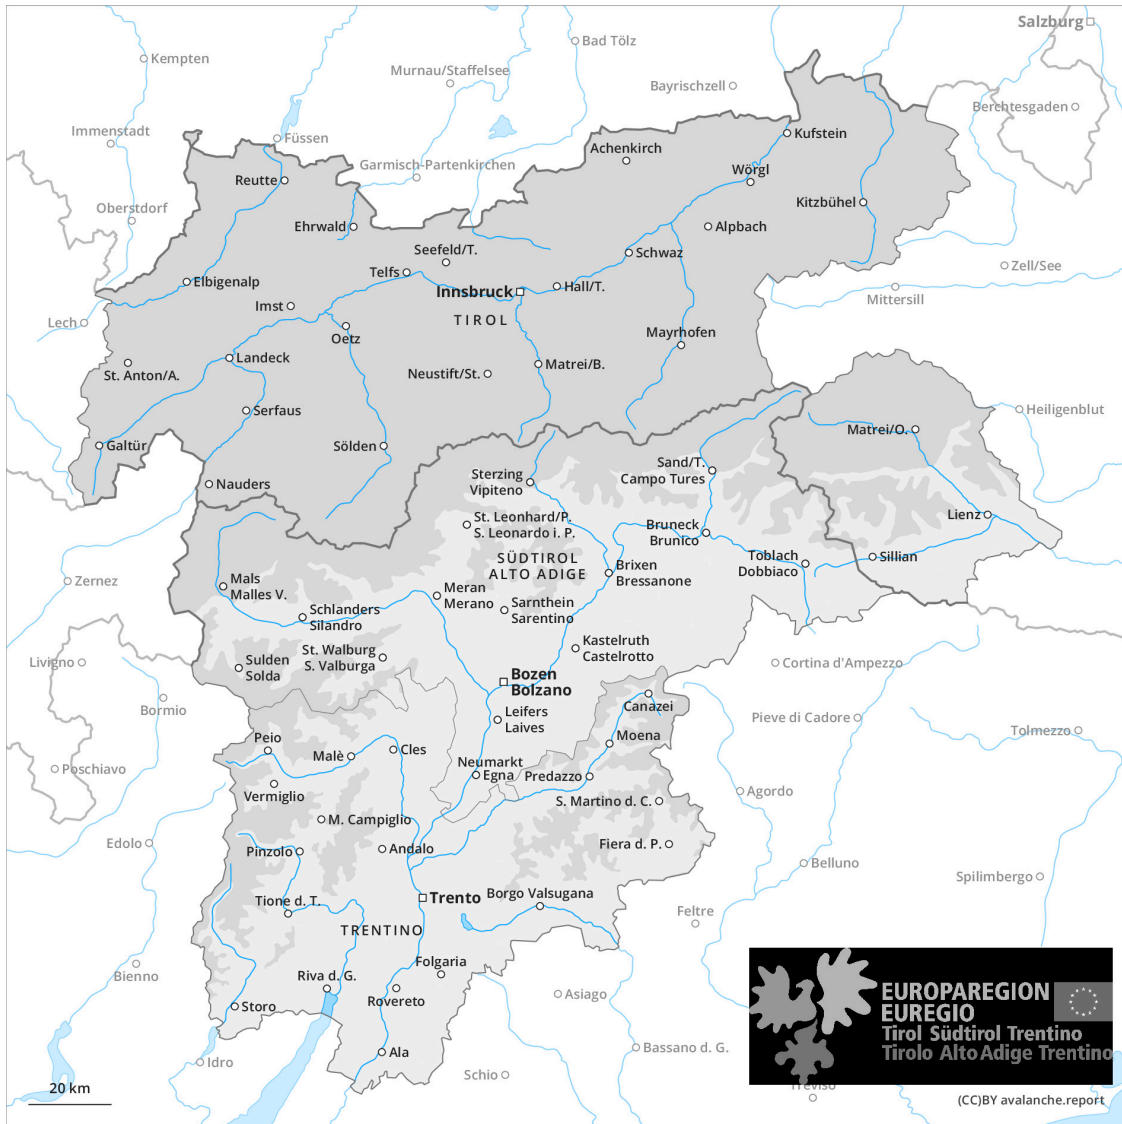 Salzburg
Bad Tölz
Kempten
Murnau/Staffelsee
Bayrischzell
Berchtesgaden
Immenstadt
Füssen
Kufstein
Achenkirch
Garmisch-Partenkirchen
Wörgl
Reutte
Kitzbühel
Oberstdorf
Ehrwald
Alpbach
Seefeld/T.
Schwaz
Telfs
Zell/See
Elbigenalp
Innsbruck
Hall/T.
Mittersill
Imst
TIROL
Lech
Oetz
Mayrhofen
Landeck
Matrei/B.
St. Anton/A.
Neustift/St.
Serfaus
Heiligenblut
Matrei/O.
Galtür
Sölden
Sterzing
Vipiteno
Sand/T.
Campo Tures
Nauders
St. Leonhard/P.
S. Leonardo i. P.
Bruneck
Brunico
Lienz
SÜDTIROL
ALTO ADIGE
Toblach
Dobbiaco
Sillian
Brixen
Bressanone
Zernez
Mals
Malles V.
Meran
Merano
Sarnthein
Sarentino
Schlanders
Silandro
Kastelruth
Castelrotto
St. Walburg
S. Valburga
Livigno
Sulden
Solda
Cortina d'Ampezzo
Bozen
Bolzano
Canazei
Bormio
Leifers
Laives
Pieve di Cadore
Tolmezzo
Peio
Moena
Malè
Cles
Neumarkt
Egna
Predazzo
Poschiavo
Vermiglio
Agordo
S. Martino d. C.
M. Campiglio
Edolo
Pinzolo
Andalo
Fiera d. P.
Belluno
Spilimbergo
Tione d. T.
Trento
Borgo Valsugana
Feltre
TRENTINO
Folgaria
Bienno
Riva d. G.
Rovereto
Asiago
Storo
EUROPAREGION
EUREGIO
Tirol Südtirol Trentino
Tirolo Alto Adige Trentino
Idro
Ala
Bassano d. G.
Schio
Treviso
20 km
(CC)BY avalanche.report